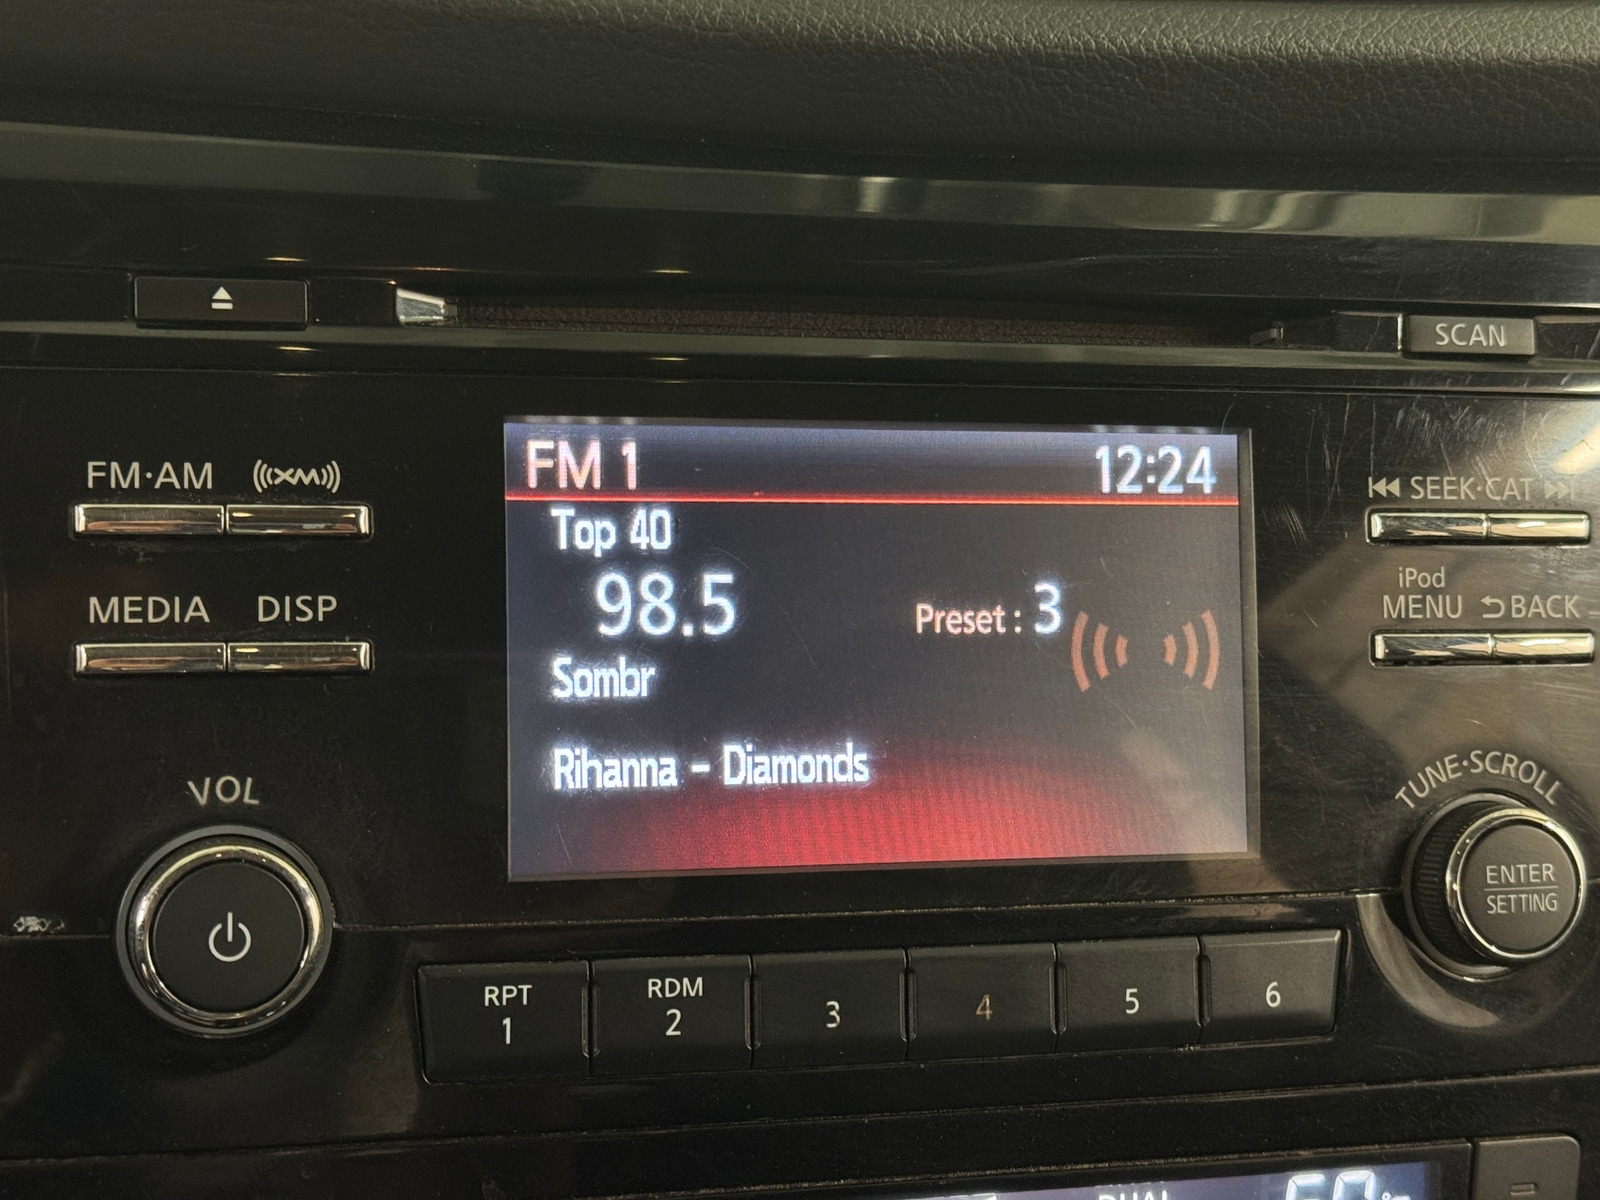 SCAN
FM·AM
((XM))
FM 1
12:24
SEEK·CAT
Top 40
98.5
Preset : 3
iPod
MENU
BACK
MEDIA
DISP
Sombr
Rihanna - Diamonds
VOL
TUNE·SCROLL
ENTER
SETTING
RPT
1
RDM
2
3
4
5
6
DUAL